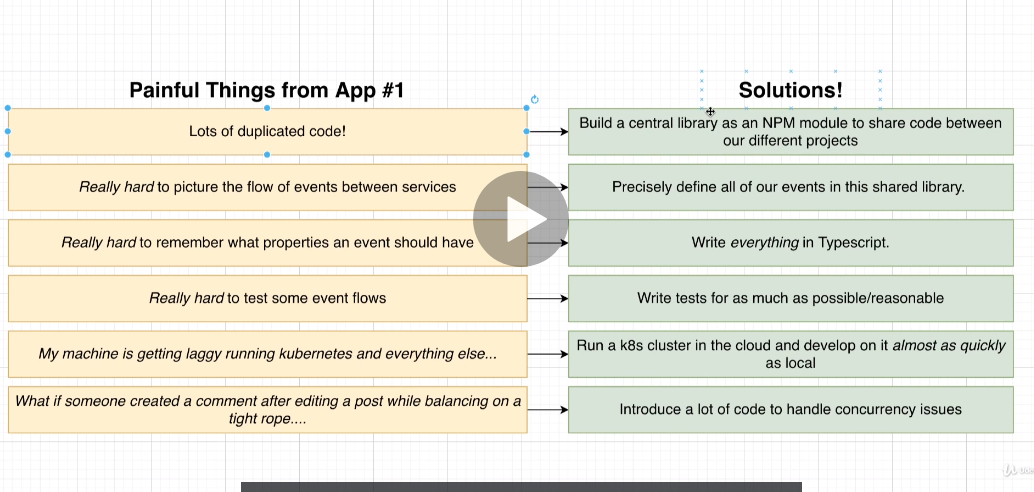 Painful Things from App #1
Solutions!
Lots of duplicated code!
Build a central library as an NPM module to share code between
our different projects
Really hard to picture the flow of events between services
Precisely define all of our events in this shared library.
Really hard to remember what properties an event should have
Write everything in Typescript.
Really hard to test some event flows
Write tests for as much as possible/reasonable
My machine is getting laggy running kubernetes and everything else...
Run a k8s cluster in the cloud and develop on it almost as quickly
as local
What if someone created a comment after editing a post while balancing on a
tight rope....
Introduce a lot of code to handle concurrency issues